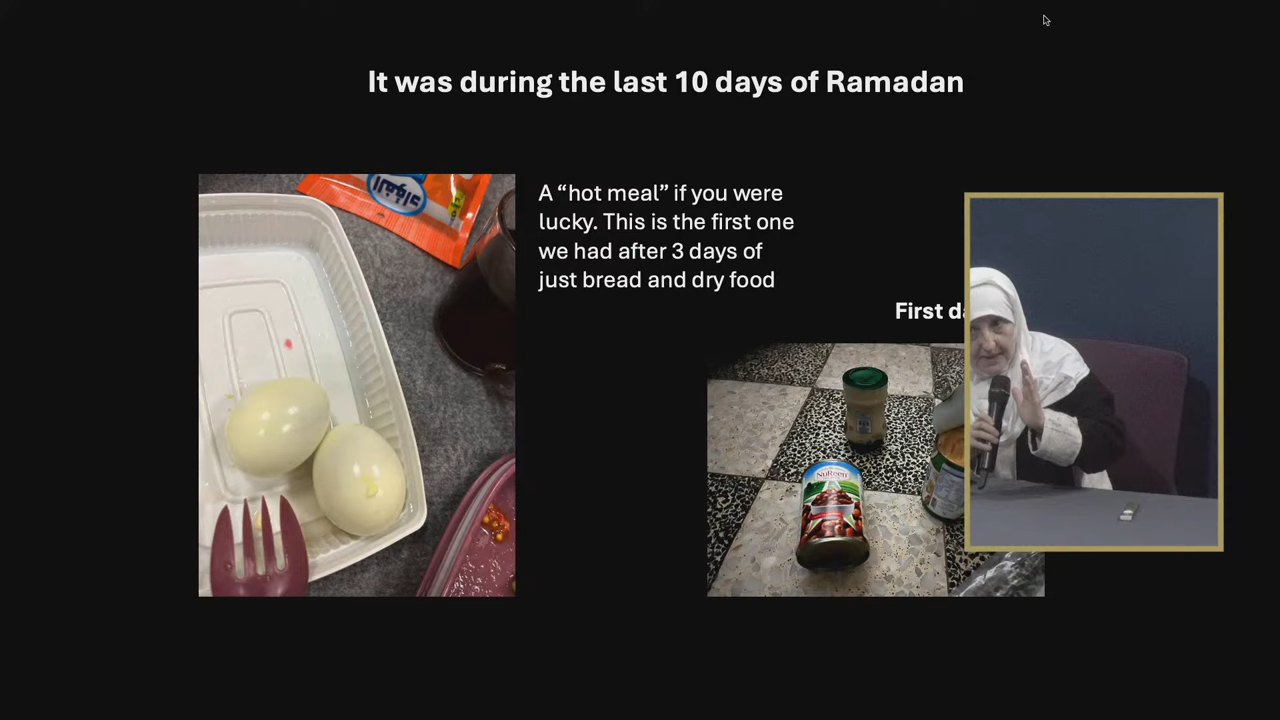 It was during the last 10 days of Ramadan
A “hot meal” if you were
lucky. This is the first one
we had after 3 days of
just bread and dry food
First
NuReen